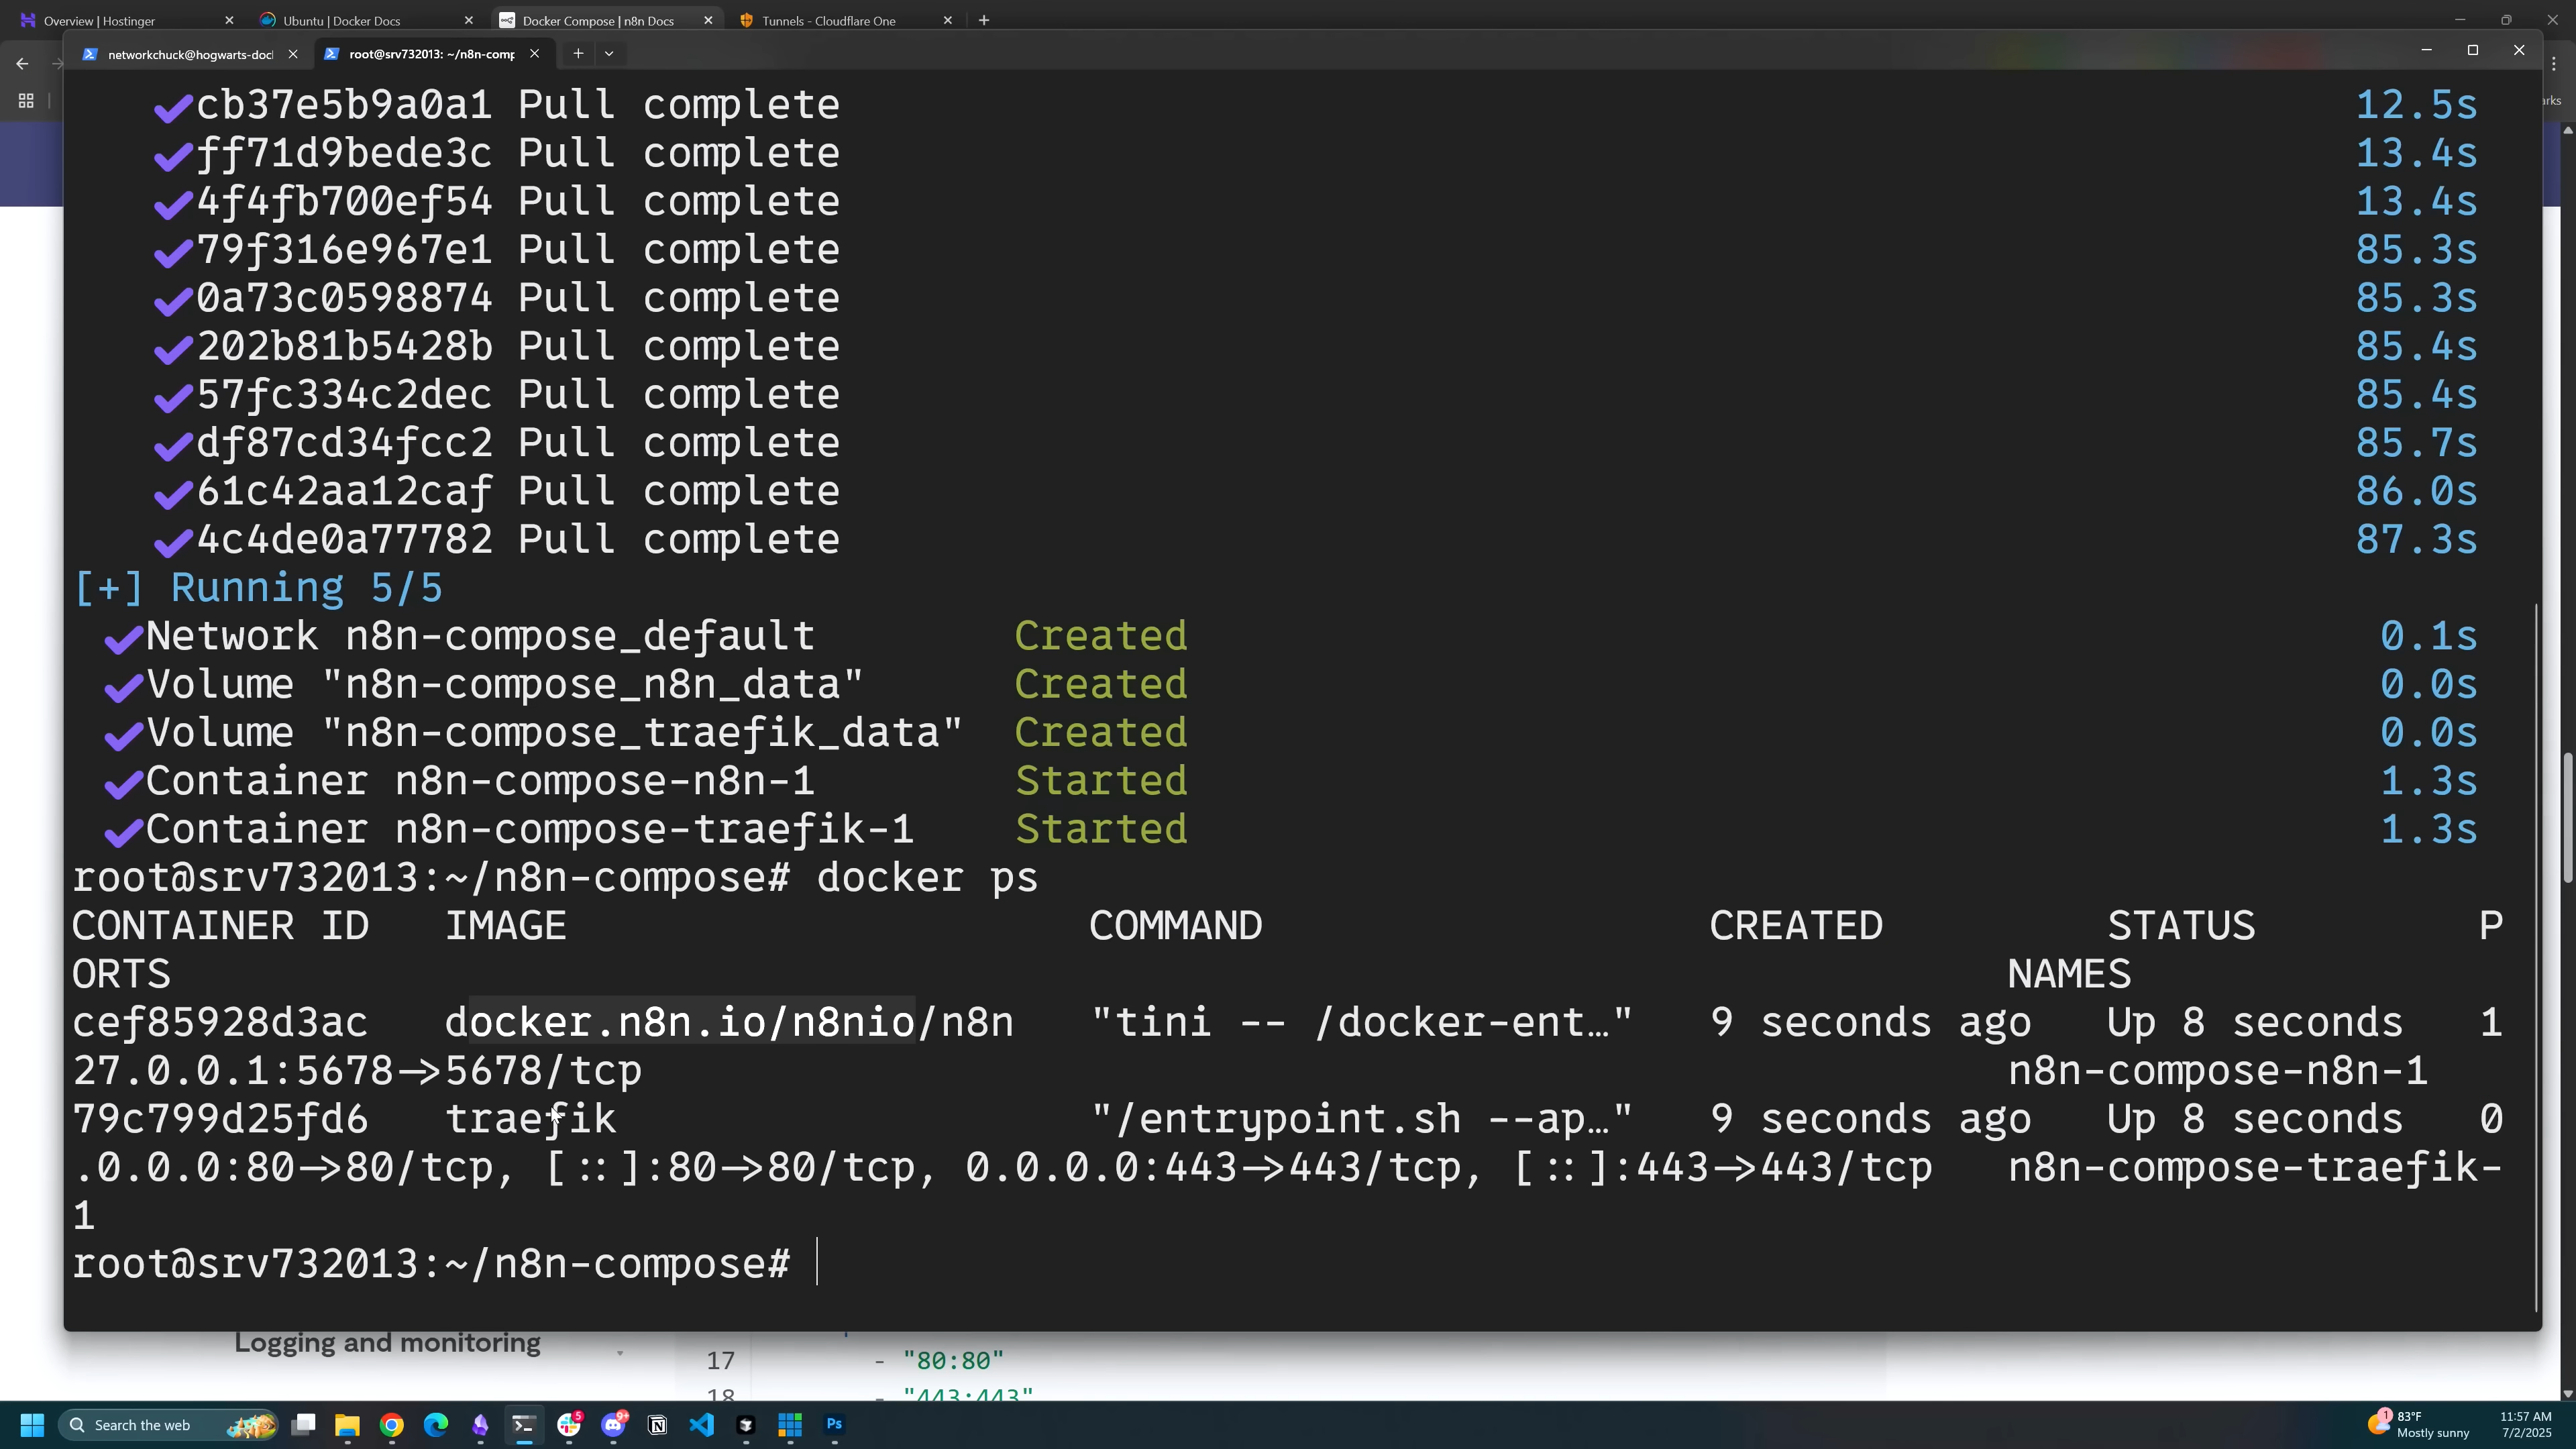 Overview | Hostinger
Ubuntu | Docker Docs
Docker Compose | n8n Docs
Tunnels - Cloudflare One
networkchuck@hogwarts-doc
root@srv732013: ~/n8n-comp
arks
cb37e5b9a0a1 Pull complete 12.5s
ff71d9bede3c Pull complete 13.4s
4f4fb700ef54 Pull complete 13.4s
79f316e967e1 Pull complete 85.3s
0a73c0598874 Pull complete 85.3s
202b81b5428b Pull complete 85.4s
57fc334c2dec Pull complete 85.4s
df87cd34fcc2 Pull complete 85.7s
61c42aa12caf Pull complete 86.0s
4c4de0a77782 Pull complete 87.3s
[+] Running 5/5
Network n8n-compose_default Created 0.1s
Volume "n8n-compose_n8n_data" Created 0.0s
Volume "n8n-compose_traefik_data" Created 0.0s
Container n8n-compose-n8n-1 Started 1.3s
Container n8n-compose-traefik-1 Started 1.3s
root@srv732013:~/n8n-compose# docker ps
CONTAINER ID IMAGE COMMAND CREATED STATUS P
ORTS NAMES
cef85928d3ac docker.n8n.io/n8nio/n8n "tini -- /docker-ent…" 9 seconds ago Up 8 seconds 1
27.0.0.1:5678->5678/tcp n8n-compose-n8n-1
79c799d25fd6 traefik "/entrypoint.sh --ap…" 9 seconds ago Up 8 seconds 0
.0.0.0:80->80/tcp, [::]:80->80/tcp, 0.0.0.0:443->443/tcp, [::]:443->443/tcp n8n-compose-traefik-
1
root@srv732013:~/n8n-compose#
Logging and monitoring
17 - "80:80"
18 - "443:443"
Search the web
5
9+
Ps
1
83°F
Mostly sunny
11:57 AM
7/2/2025